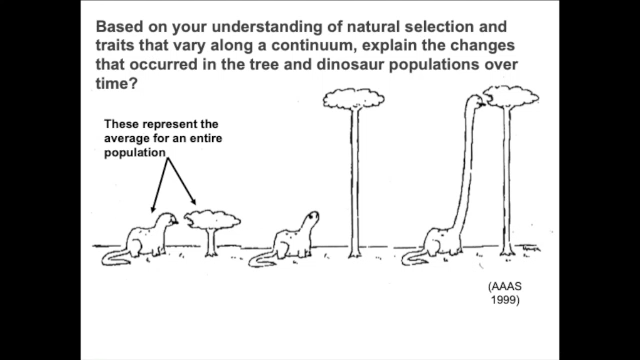 Based on your understanding of natural selection and
traits that vary along a continuum, explain the changes
that occurred in the tree and dinosaur populations over
time?
These represent the
average for an entire
population
(AAAS
1999)